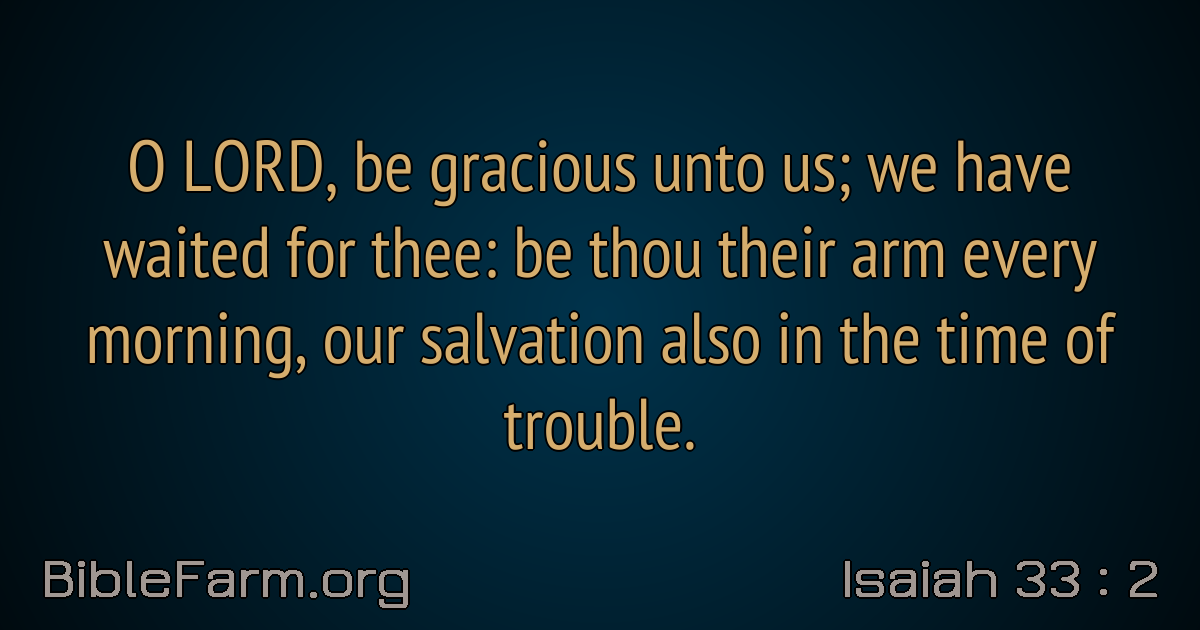 O LORD, be gracious unto us; we have
waited for thee: be thou their arm every
morning, our salvation also in the time of
trouble.
BibleFarm.org
Isaiah 33 : 2